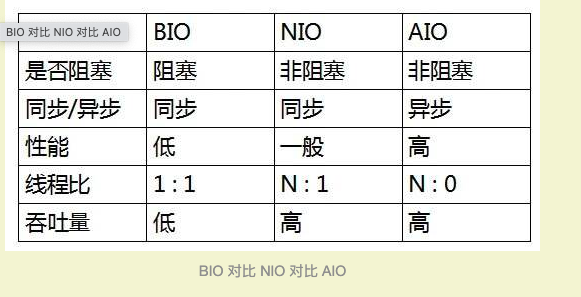 BIO 对比 NIO 对比 AIO
BIO NIO AIO
是否阻塞 阻塞 非阻塞 非阻塞
同步/异步 同步 同步 异步
性能 低 一般 高
线程比 1 : 1 N : 1 N : 0
吞吐量 低 高 高
BIO 对比 NIO 对比 AIO